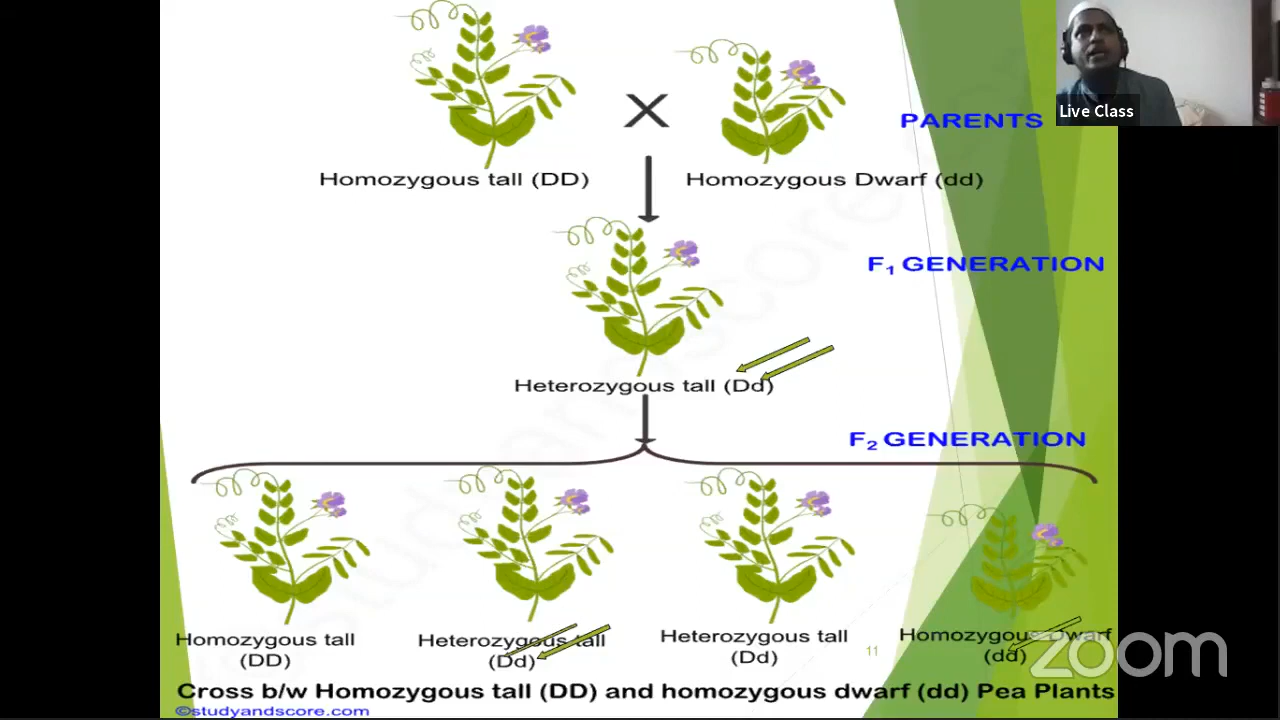 Live Class
PARENTS
X
Homozygous tall (DD)
Homozygous Dwarf (dd)
F₁ GENERATION
Heterozygous tall (Dd)
F₂ GENERATION
Homozygous tall
(DD)
Heterozygous tall
(Dd)
Heterozygous tall
(Dd)
Homozygous Dwarf
(dd)
11
zoom
Cross b/w Homozygous tall (DD) and homozygous dwarf (dd) Pea Plants
©studyandscore.com